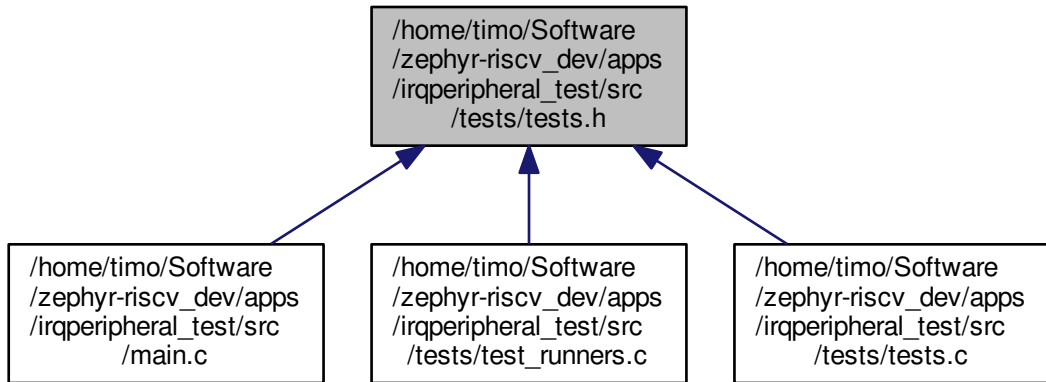 /home/timo/Software
/zephyr-riscv_dev/apps
/irqperipheral_test/src
/tests/tests.h
/home/timo/Software
/zephyr-riscv_dev/apps
/irqperipheral_test/src
/main.c
/home/timo/Software
/zephyr-riscv_dev/apps
/irqperipheral_test/src
/tests/test_runners.c
/home/timo/Software
/zephyr-riscv_dev/apps
/irqperipheral_test/src
/tests/tests.c